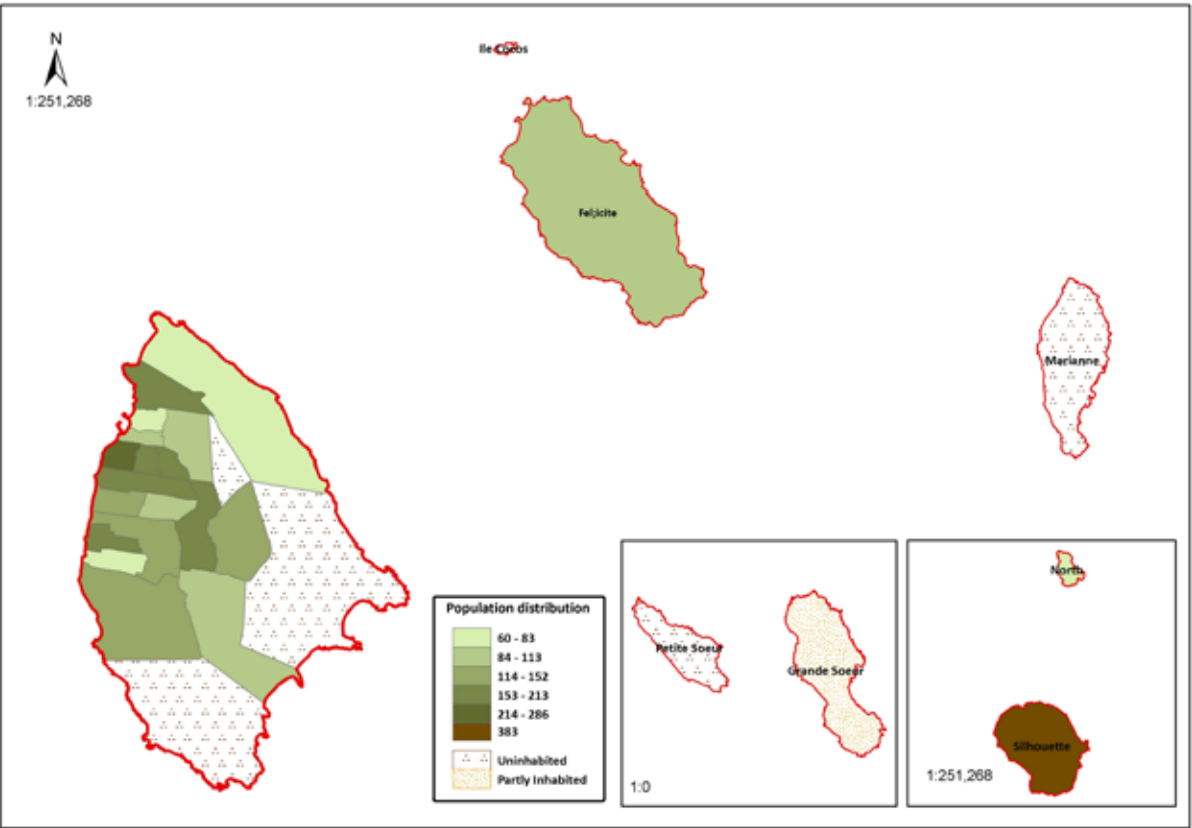 N
1:251,268
Ile Cocos
Fel;icite
Marianne
Population distribution
60 - 83
84 - 113
114 - 152
153 - 213
214 - 286
383
Uninhabited
Partly Inhabited
Petite Soeur
Grande Soeur
1:0
North
Silhouette
1:251,268